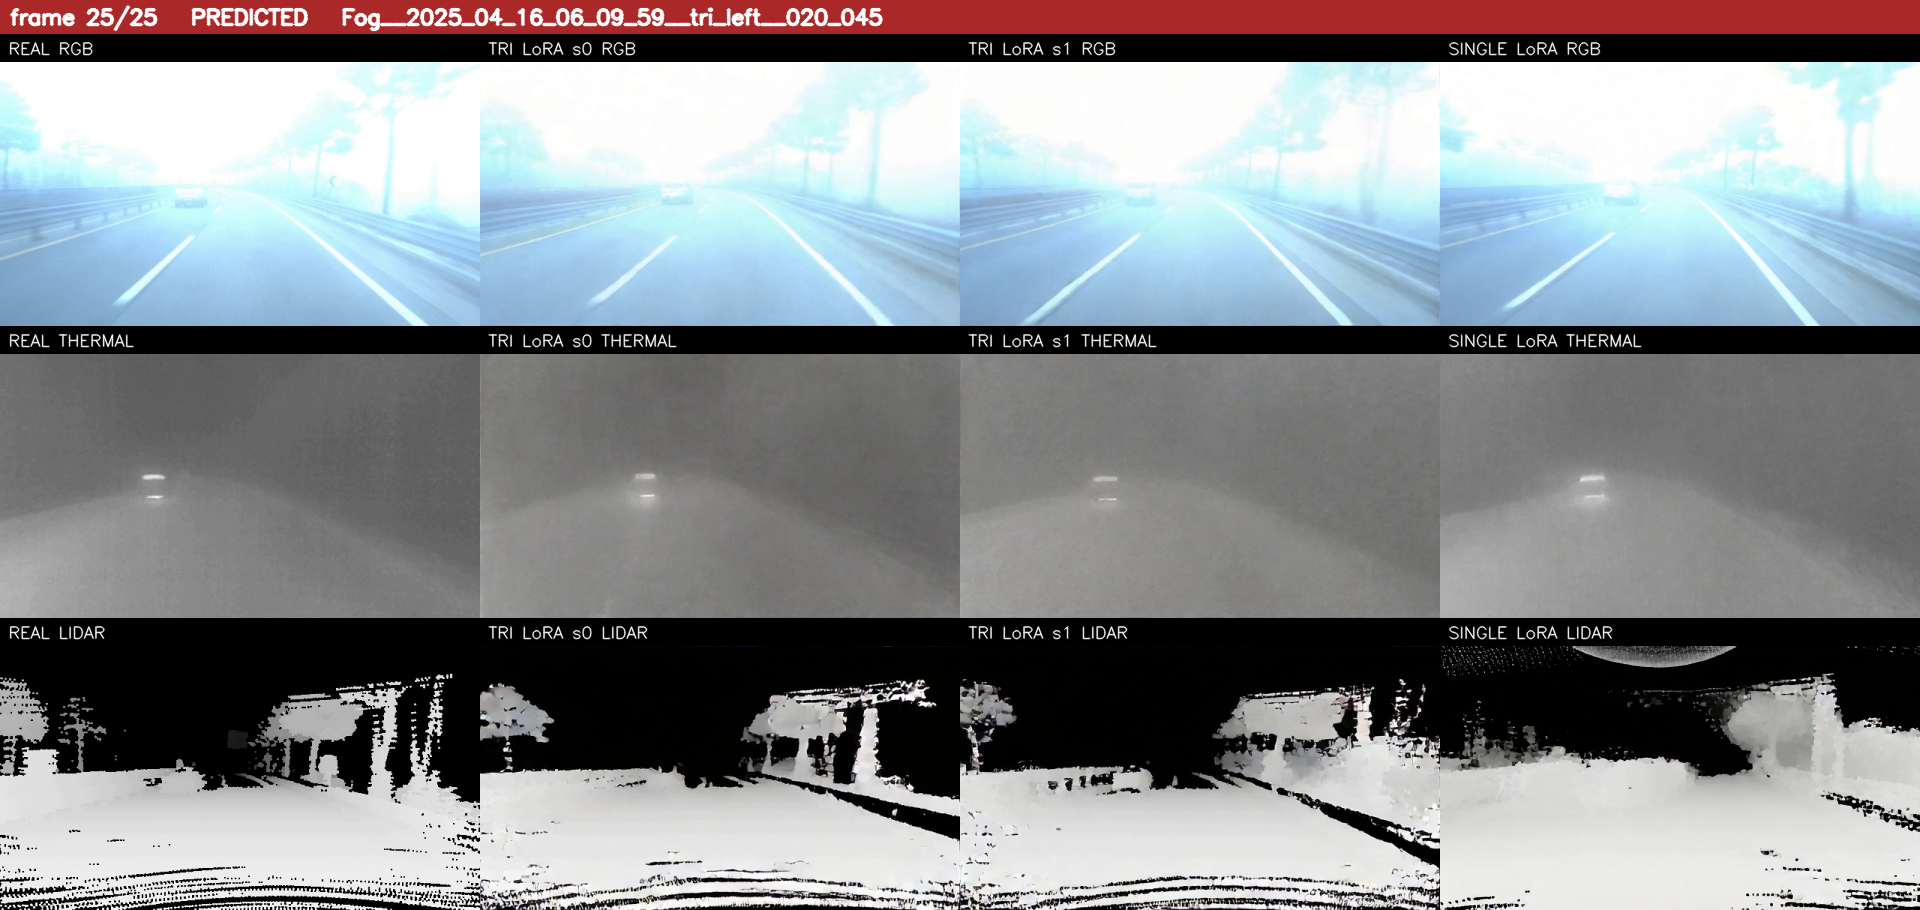 frame 25/25 PREDICTED Fog__2025_04_16_06_09_59__tri_left__020_045
REAL RGB TRI LoRA s0 RGB TRI LoRA s1 RGB SINGLE LoRA RGB
REAL THERMAL TRI LoRA s0 THERMAL TRI LoRA s1 THERMAL SINGLE LoRA THERMAL
REAL LIDAR TRI LoRA s0 LIDAR TRI LoRA s1 LIDAR SINGLE LoRA LIDAR